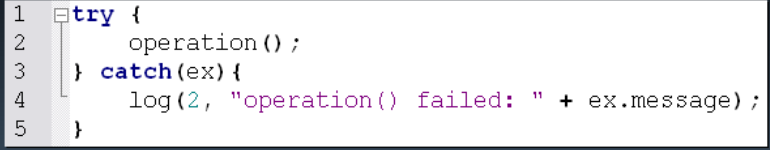 1 try {
2 operation();
3 } catch(ex){
4 log(2, "operation() failed: " + ex.message);
5 }